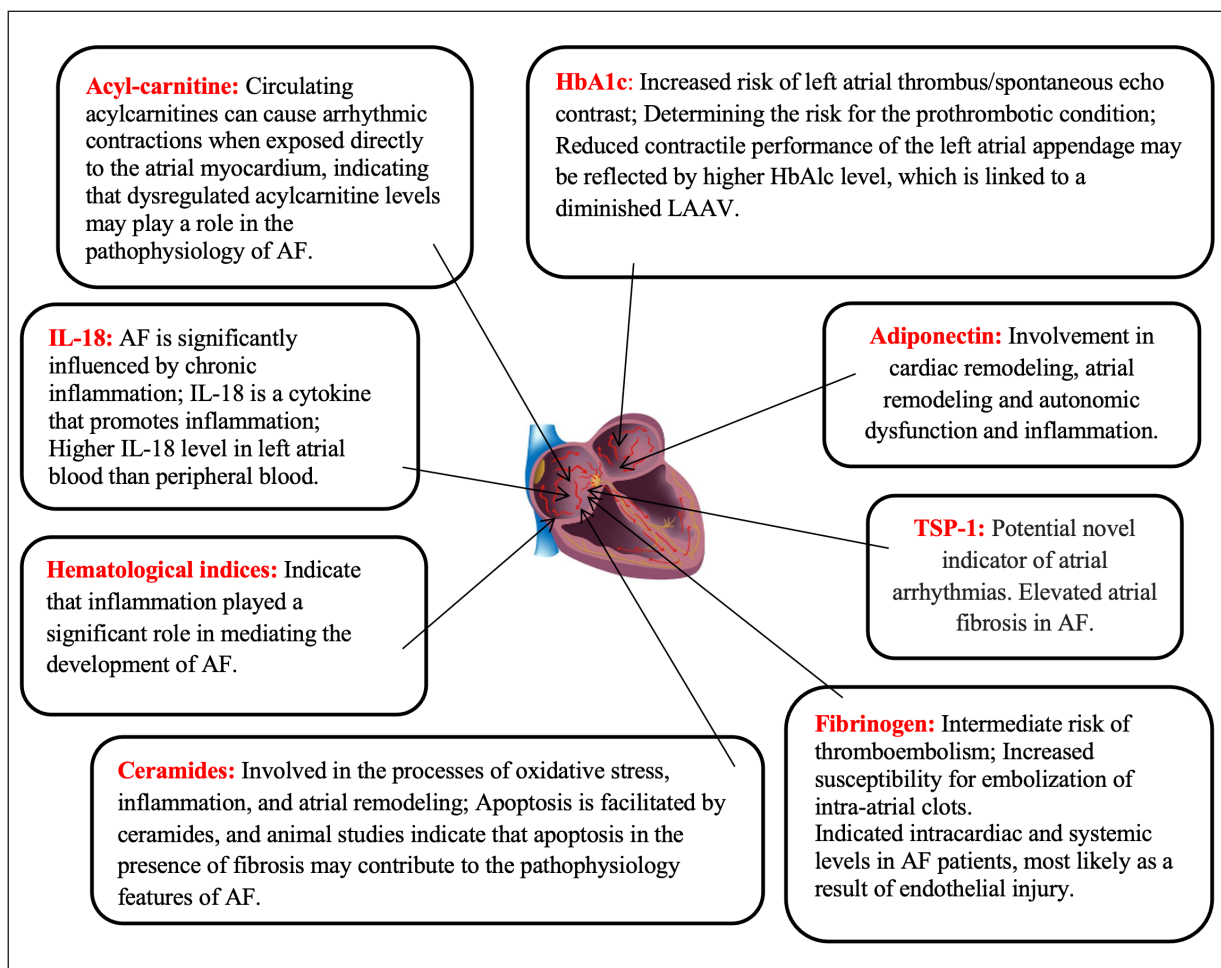 Acyl-carnitine: Circulating
acylcarnitines can cause arrhythmic
contractions when exposed directly
to the atrial myocardium, indicating
that dysregulated acylcarnitine levels
may play a role in the
pathophysiology of AF.
HbA1c: Increased risk of left atrial thrombus/spontaneous echo
contrast; Determining the risk for the prothrombotic condition;
Reduced contractile performance of the left atrial appendage may
be reflected by higher HbAlc level, which is linked to a
diminished LAAV.
IL-18: AF is significantly
influenced by chronic
inflammation; IL-18 is a cytokine
that promotes inflammation;
Higher IL-18 level in left atrial
blood than peripheral blood.
Adiponectin: Involvement in
cardiac remodeling, atrial
remodeling and autonomic
dysfunction and inflammation.
TSP-1: Potential novel
indicator of atrial
arrhythmias. Elevated atrial
fibrosis in AF.
Hematological indices: Indicate
that inflammation played a
significant role in mediating the
development of AF.
Fibrinogen: Intermediate risk of
thromboembolism; Increased
susceptibility for embolization of
intra-atrial clots.
Indicated intracardiac and systemic
levels in AF patients, most likely as a
result of endothelial injury.
Ceramides: Involved in the processes of oxidative stress,
inflammation, and atrial remodeling; Apoptosis is facilitated by
ceramides, and animal studies indicate that apoptosis in the
presence of fibrosis may contribute to the pathophysiology
features of AF.